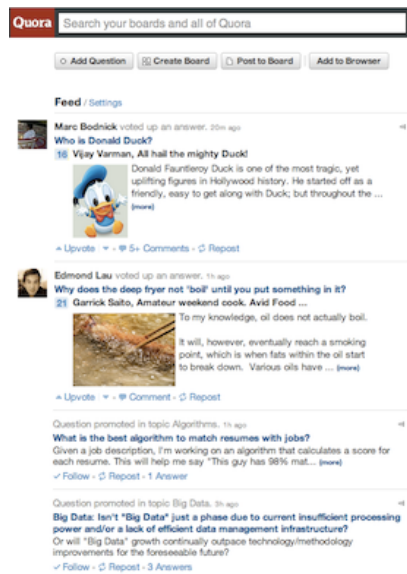 Quora Search your boards and all of Quora
Add Question Create Board Post to Board Add to Browser
Feed / Settings
Marc Bodnick voted up an answer. 20m ago
Who is Donald Duck?
16 Vijay Varman, All hail the mighty Duck!
Donald Fauntleroy Duck is one of the most tragic, yet
uplifting figures in Hollywood history. He started off as a
friendly, easy to get along with Duck; but throughout the ...
(more)
Upvote • 5+ Comments • Repost
Edmond Lau voted up an answer. 1h ago
Why does the deep fryer not 'boil' until you put something in it?
21 Garrick Saito, Amateur weekend cook. Avid Food ...
To my knowledge, oil does not actually boil.
It will, however, eventually reach a smoking
point, which is when fats within the oil start
to break down. Various oils have ... (more)
Upvote • Comment • Repost
Question promoted in topic Algorithms. 1h ago
What is the best algorithm to match resumes with jobs?
Given a job description, I'm working on an algorithm that calculates a score for
each resume. This will help me say "This guy has 98% mat... (more)
Follow • Repost • 1 Answer
Question promoted in topic Big Data. 3h ago
Big Data: Isn't "Big Data" just a phase due to current insufficient processing
power and/or a lack of efficient data management infrastructure?
Or will "Big Data" growth continually outpace technology/methodology
improvements for the foreseeable future?
Follow • Repost • 3 Answers